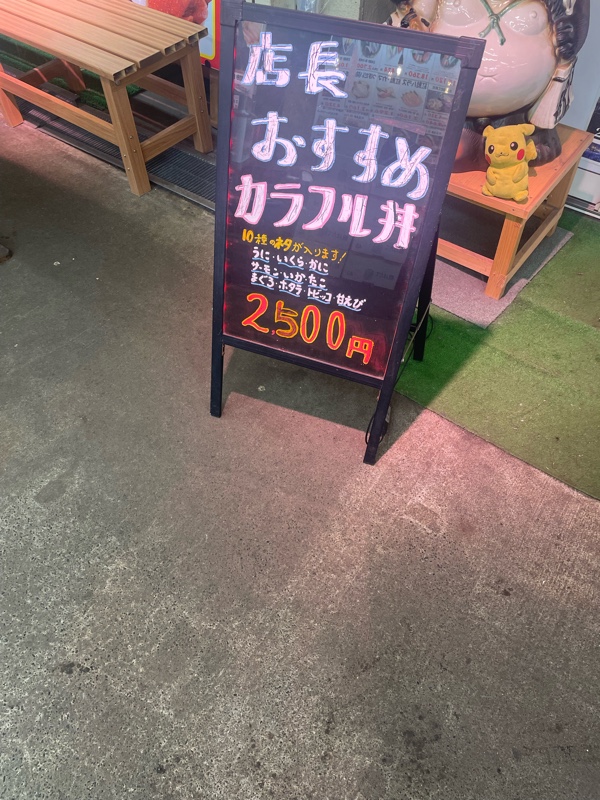 店長
おすすめ
カラフル丼
10種のネタが入ります!
うに・いくら・かに
サーモン・いか・たこ
まぐろ・ホタテ・トビッコ・甘えび
2,500円